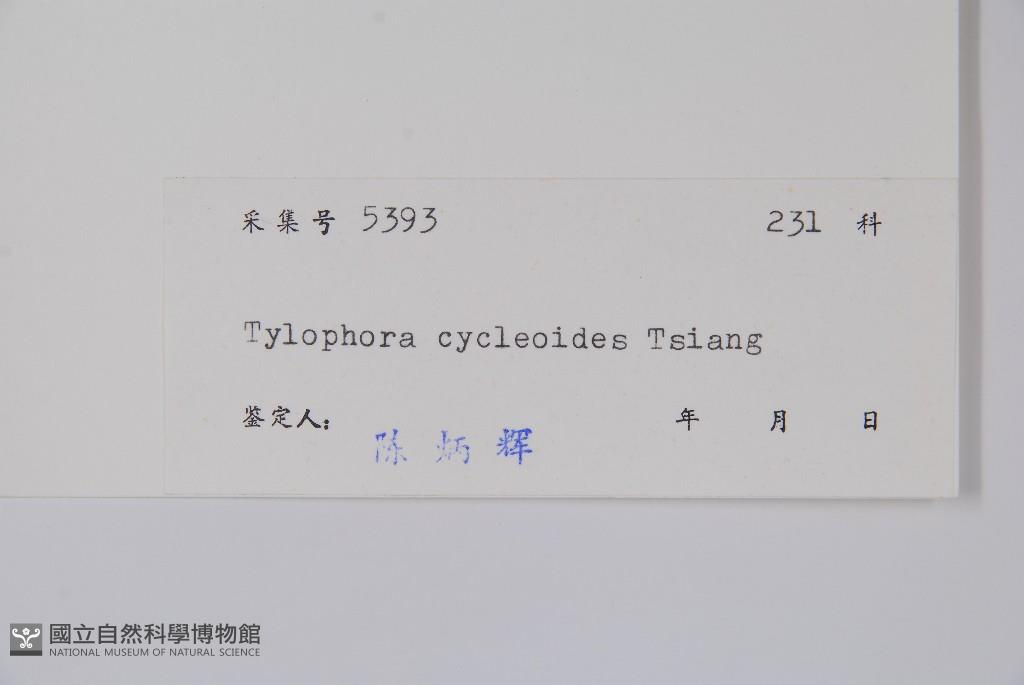 采集号 5393 231 科
Tylophora cycleoides Tsiang
鉴定人: 年 月 日
陈炳辉
國立自然科學博物館
NATIONAL MUSEUM OF NATURAL SCIENCE